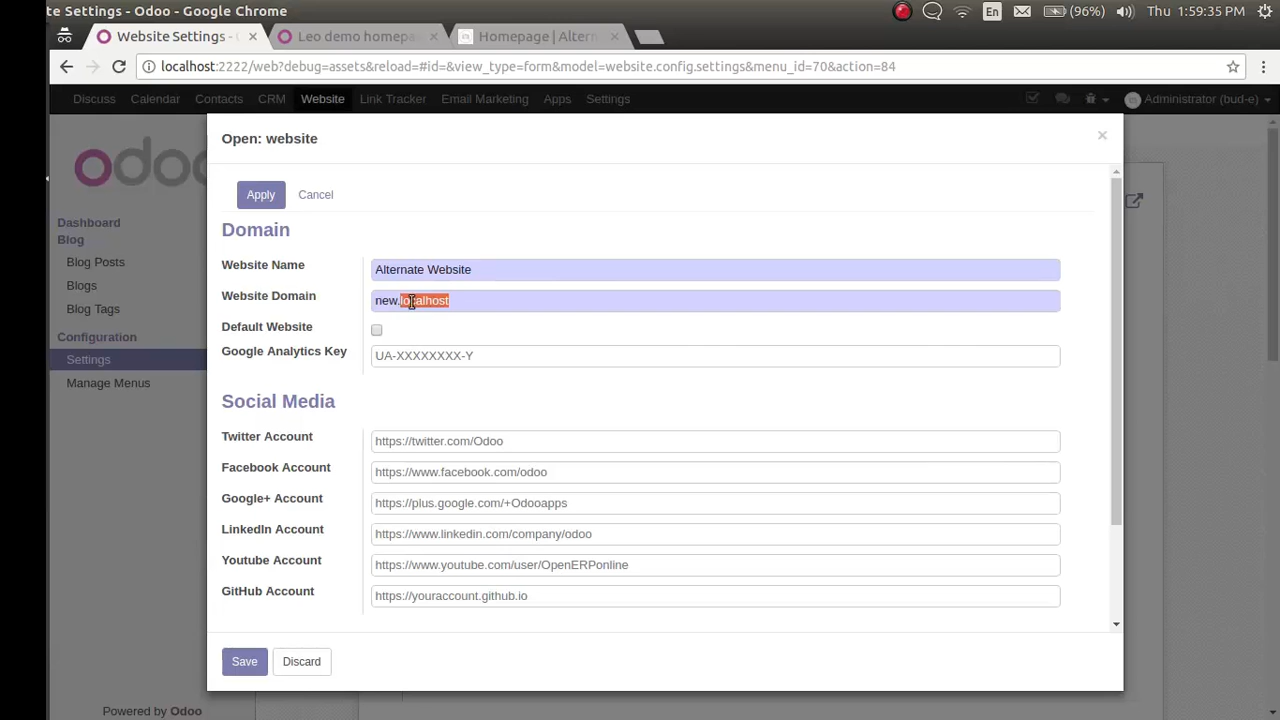 te Settings - Odoo - Google Chrome
En (96%) Thu 1:59:35 PM
Website Settings - Leo demo homepa Homepage | Altern
localhost:2222/web?debug=assets&reload=#id=&view_type=form&model=website.config.settings&menu_id=70&action=84
Discuss Calendar Contacts CRM Website Link Tracker Email Marketing Apps Settings Administrator (bud-e)
odoo
Open: website
Apply Cancel
Domain
Website Name Alternate Website
Website Domain new.localhost
Default Website
Google Analytics Key UA-XXXXXXXX-Y
Social Media
Twitter Account https://twitter.com/Odoo
Facebook Account https://www.facebook.com/odoo
Google+ Account https://plus.google.com/+Odooapps
LinkedIn Account https://www.linkedin.com/company/odoo
Youtube Account https://www.youtube.com/user/OpenERPonline
GitHub Account https://youraccount.github.io
Save Discard
Dashboard
Blog
Blog Posts
Blogs
Blog Tags
Configuration
Settings
Manage Menus
Powered by Odoo